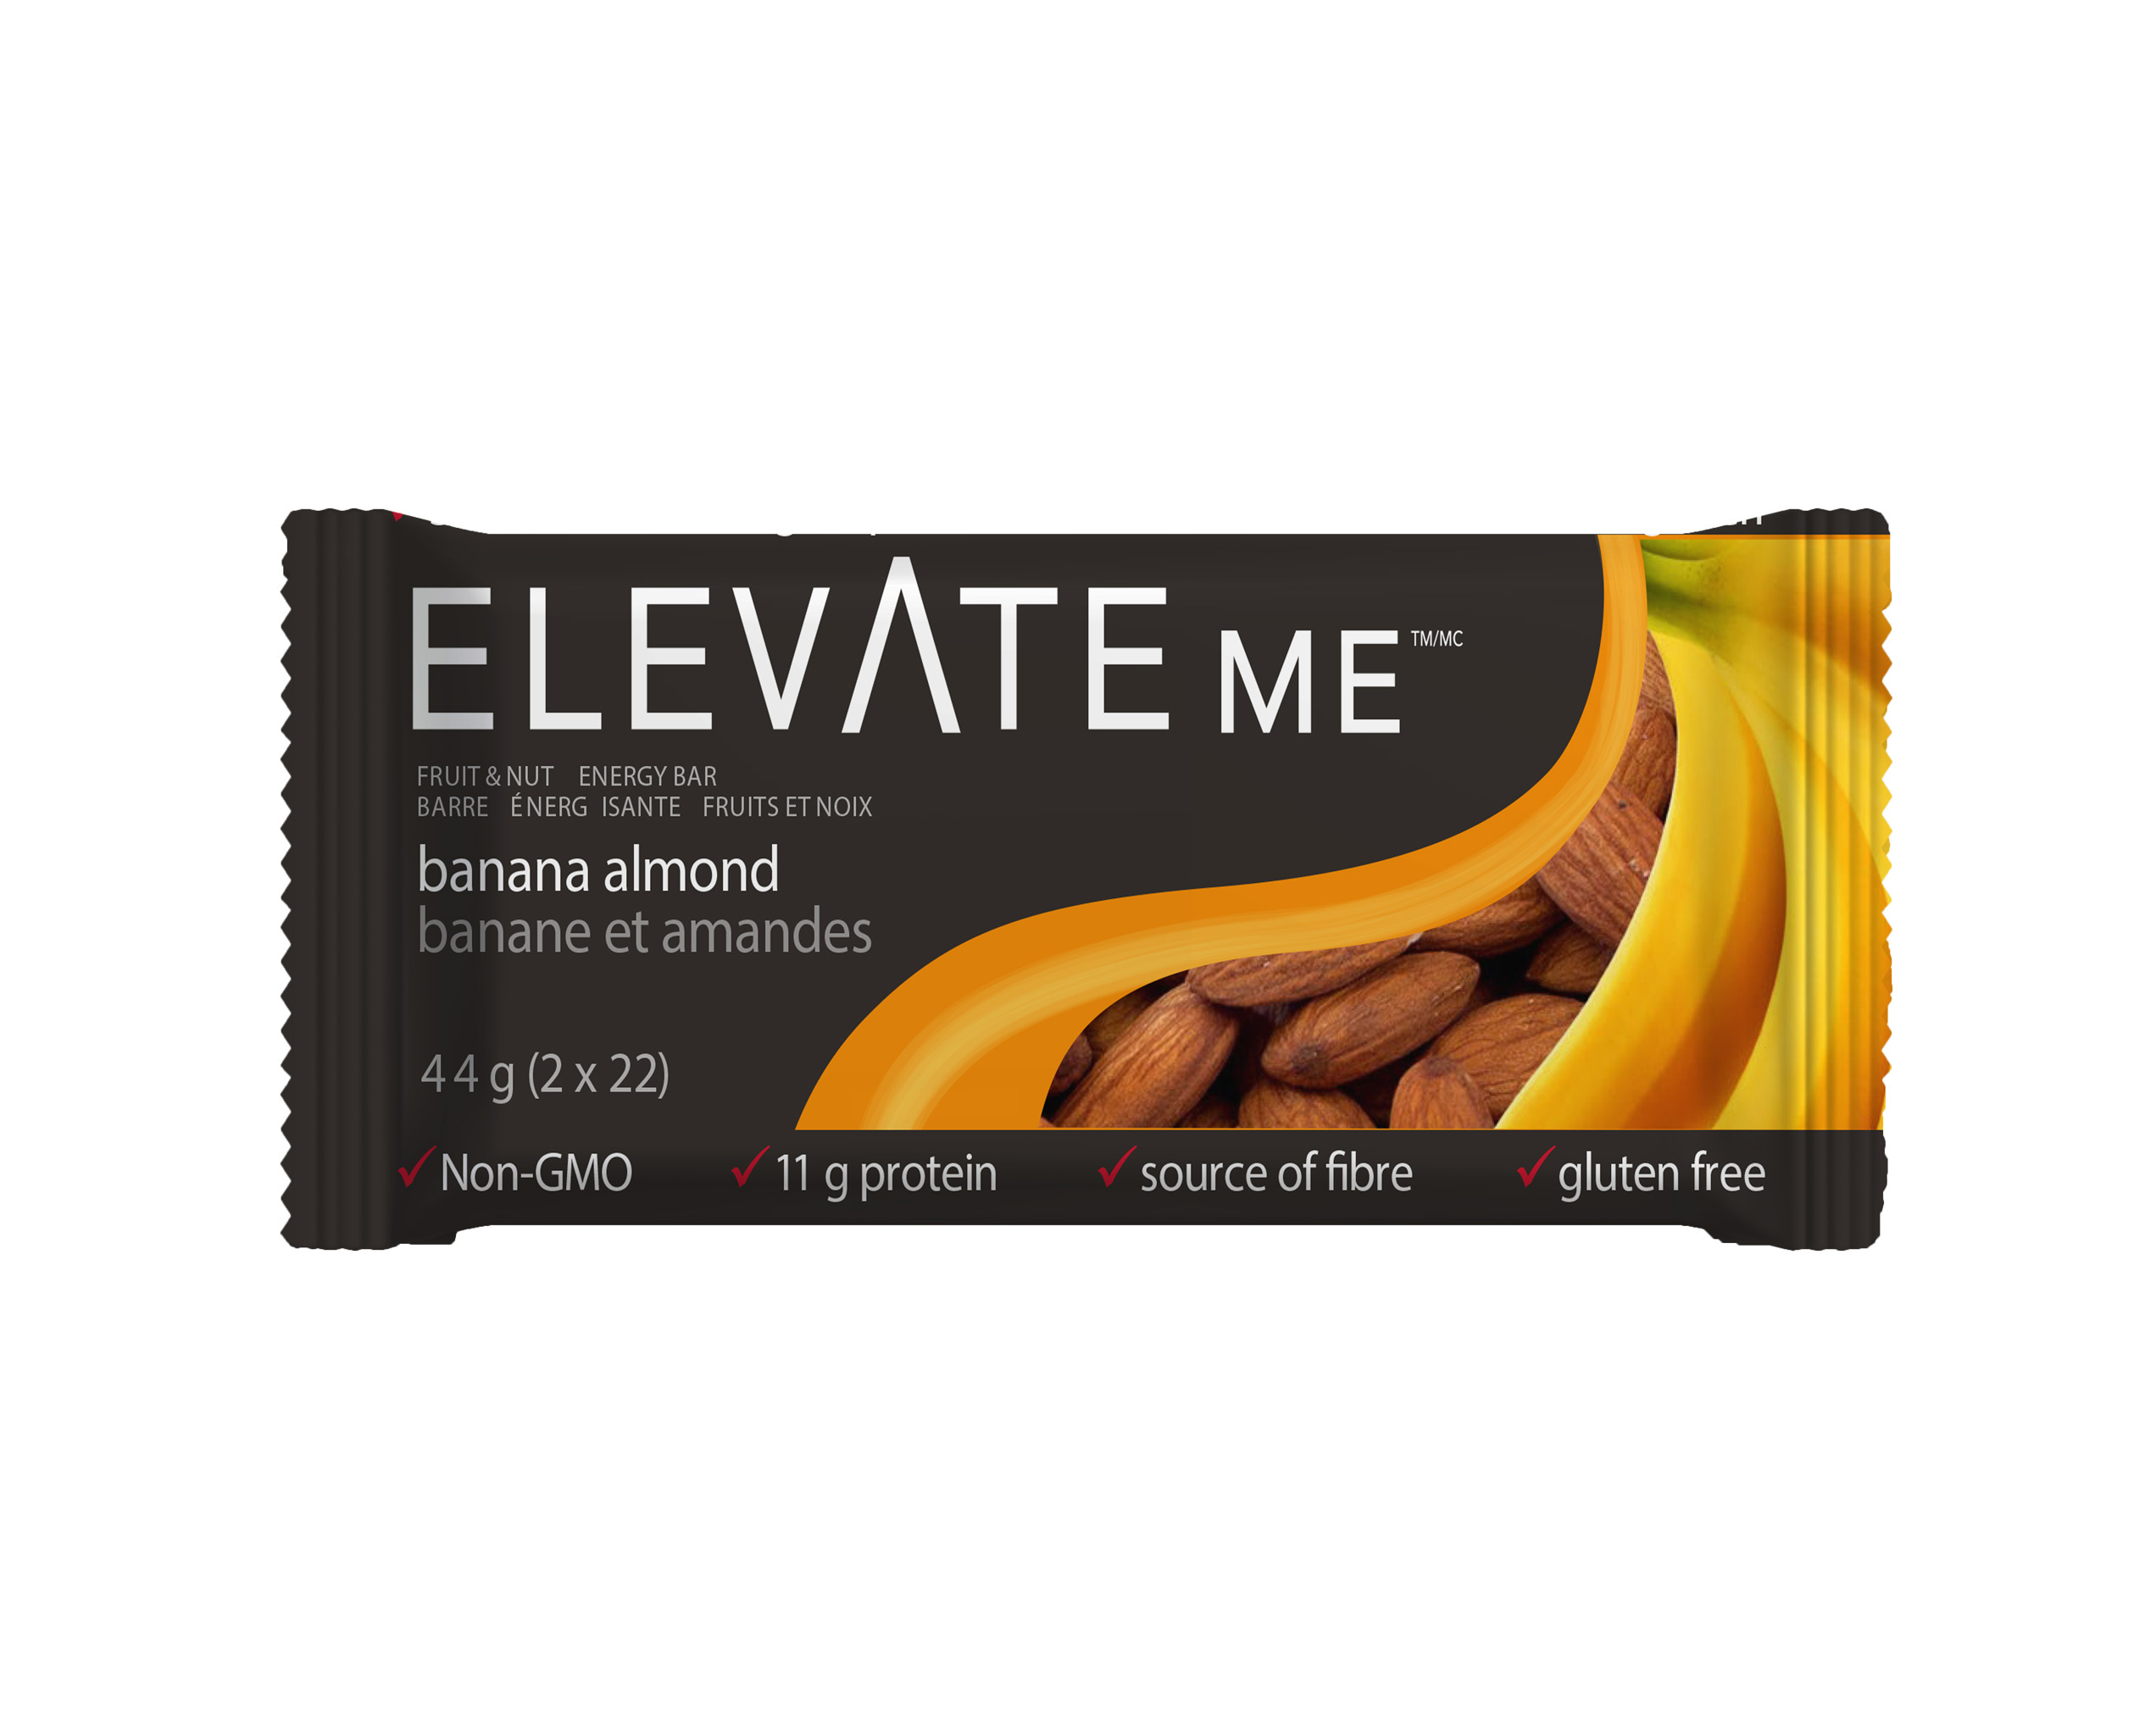 ELEVATE ME TM/MC
FRUIT & NUT ENERGY BAR
BARRE ÉNERG ISANTE FRUITS ET NOIX
banana almond
banane et amandes
44 g (2 x 22)
Non-GMO 11 g protein source of fibre gluten free